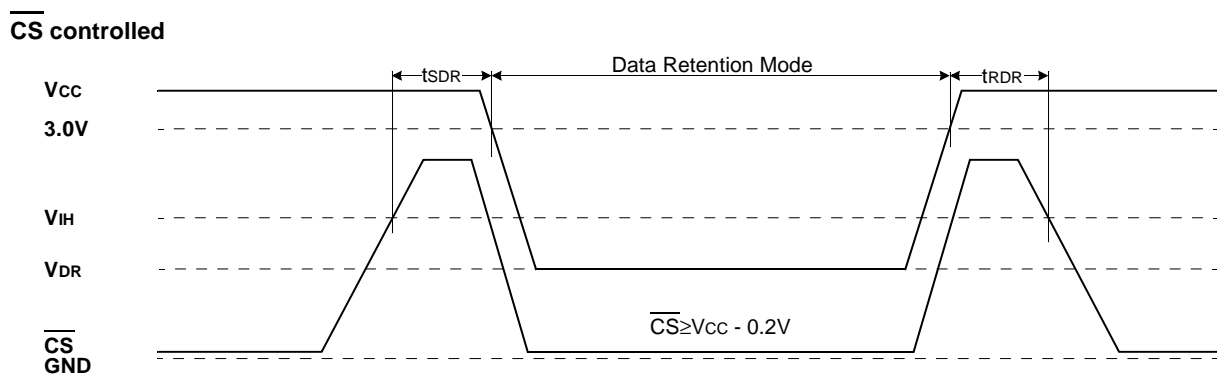 CS controlled
tSDR
Data Retention Mode
tRDR
VCC
3.0V
VIH
VDR
CS≥VCC - 0.2V
CS
GND